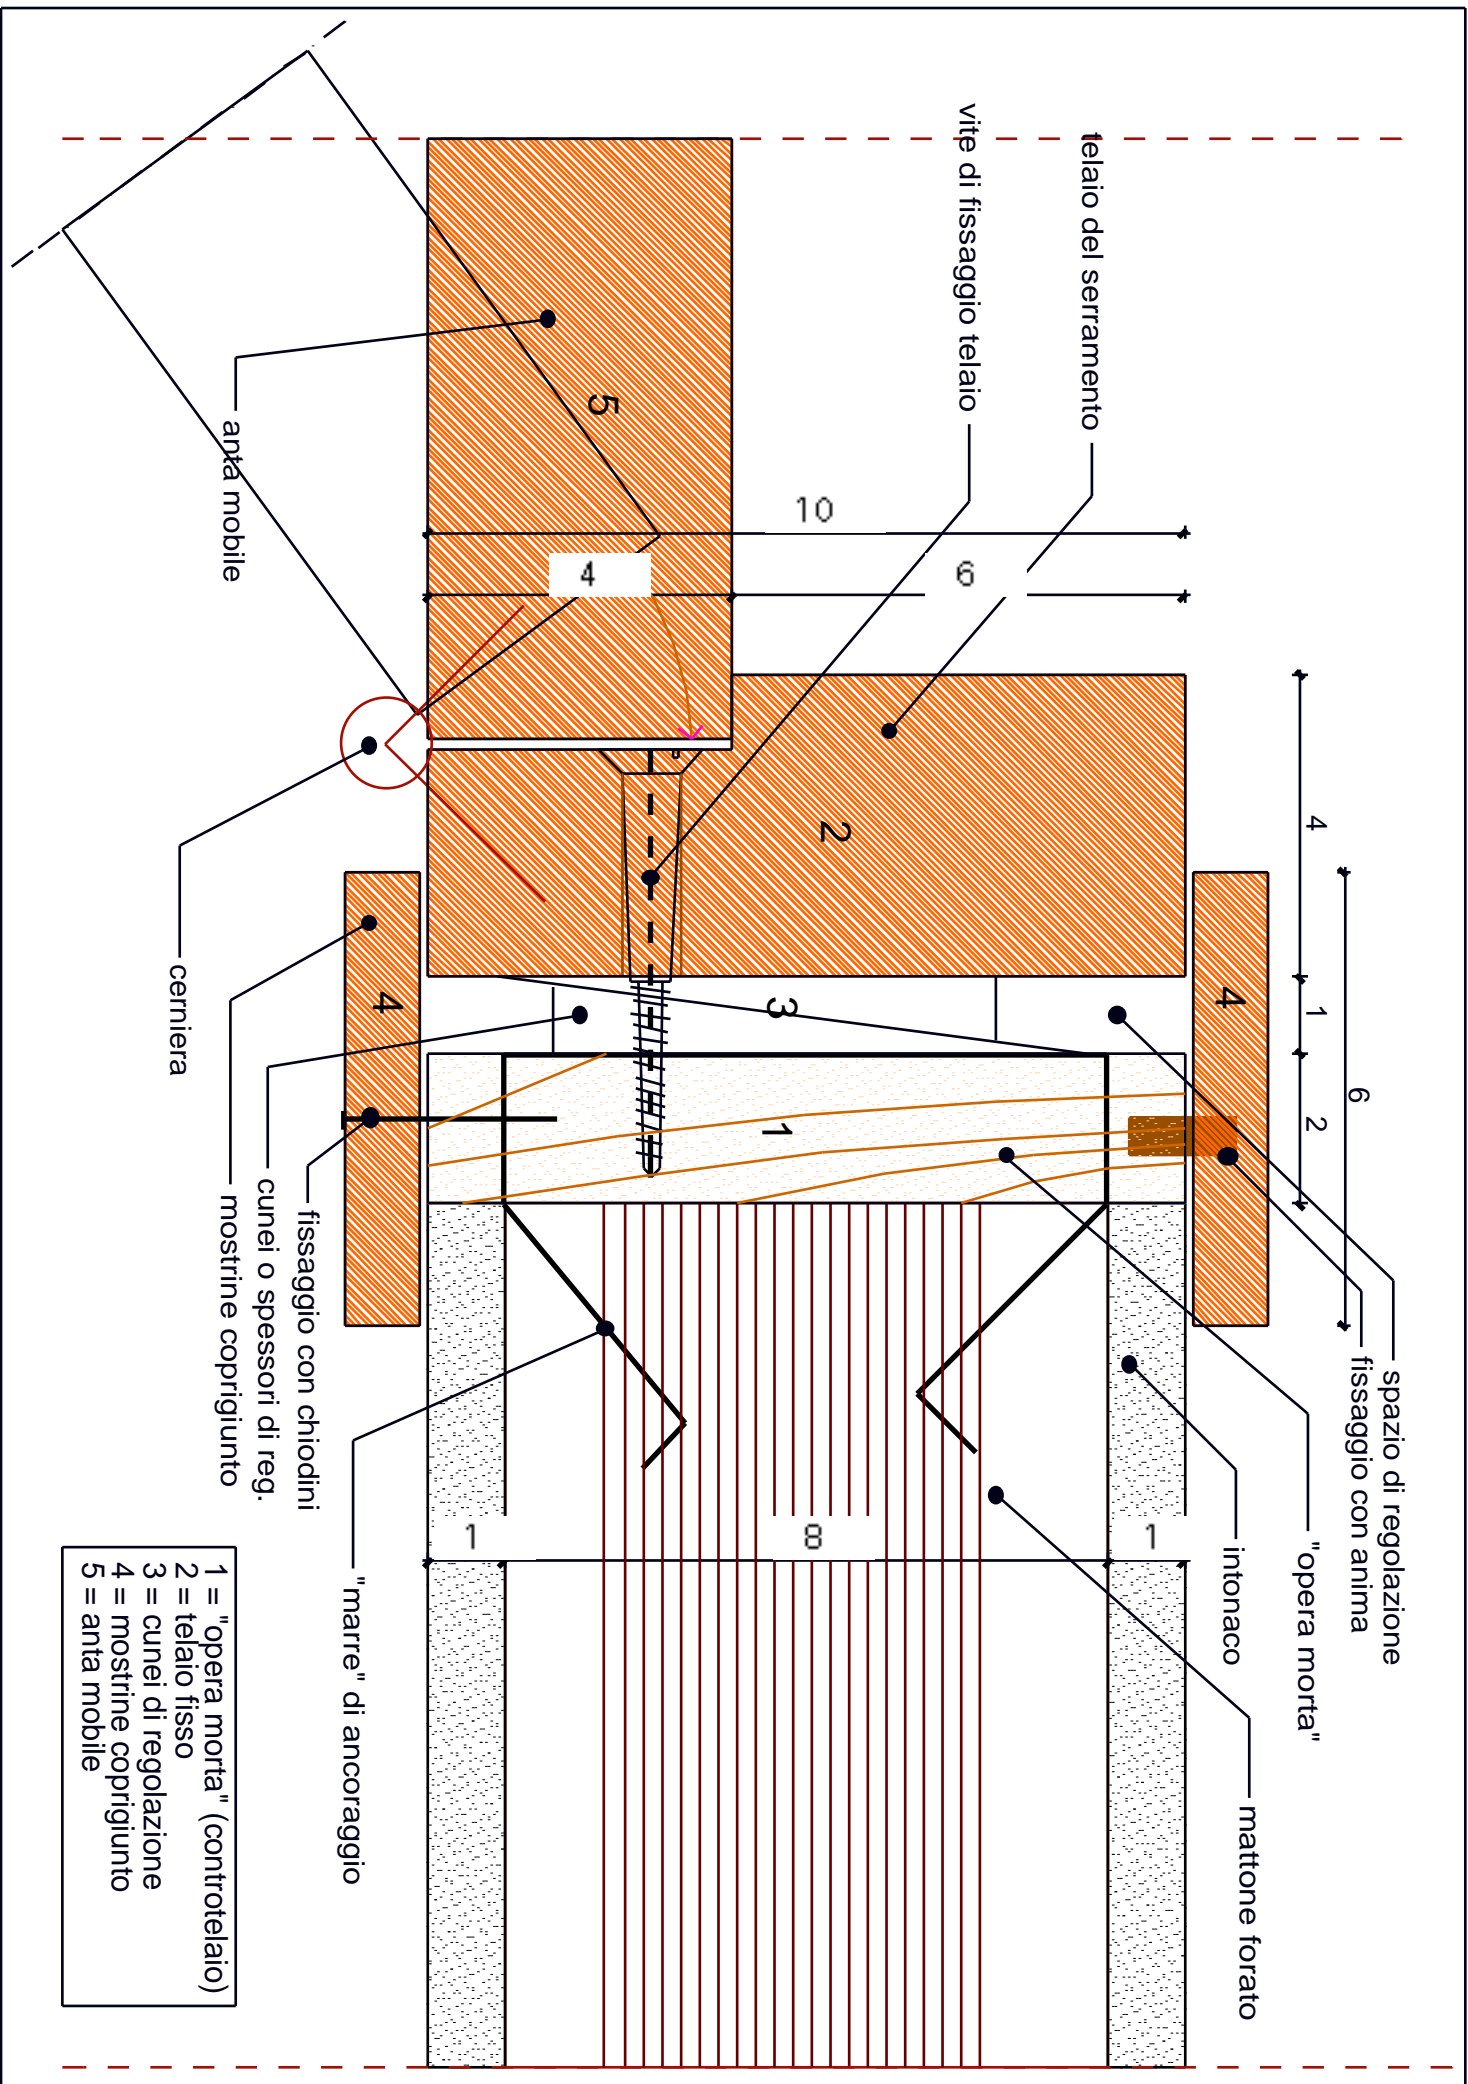 telaio del serramento
vite di fissaggio telaio
anta mobile
5
10
4
6
2
4
1
2
6
cerniera
4
3
4
1
mostrine coprigiunto
cunei o spessori di reg.
fissaggio con chiodini
"marre" di ancoraggio
spazio di regolazione
fissaggio con anima
"opera morta"
intonaco
mattone forato
1
8
1
1 = "opera morta" (controtelaio)
2 = telaio fisso
3 = cunei di regolazione
4 = mostrine coprigiunto
5 = anta mobile